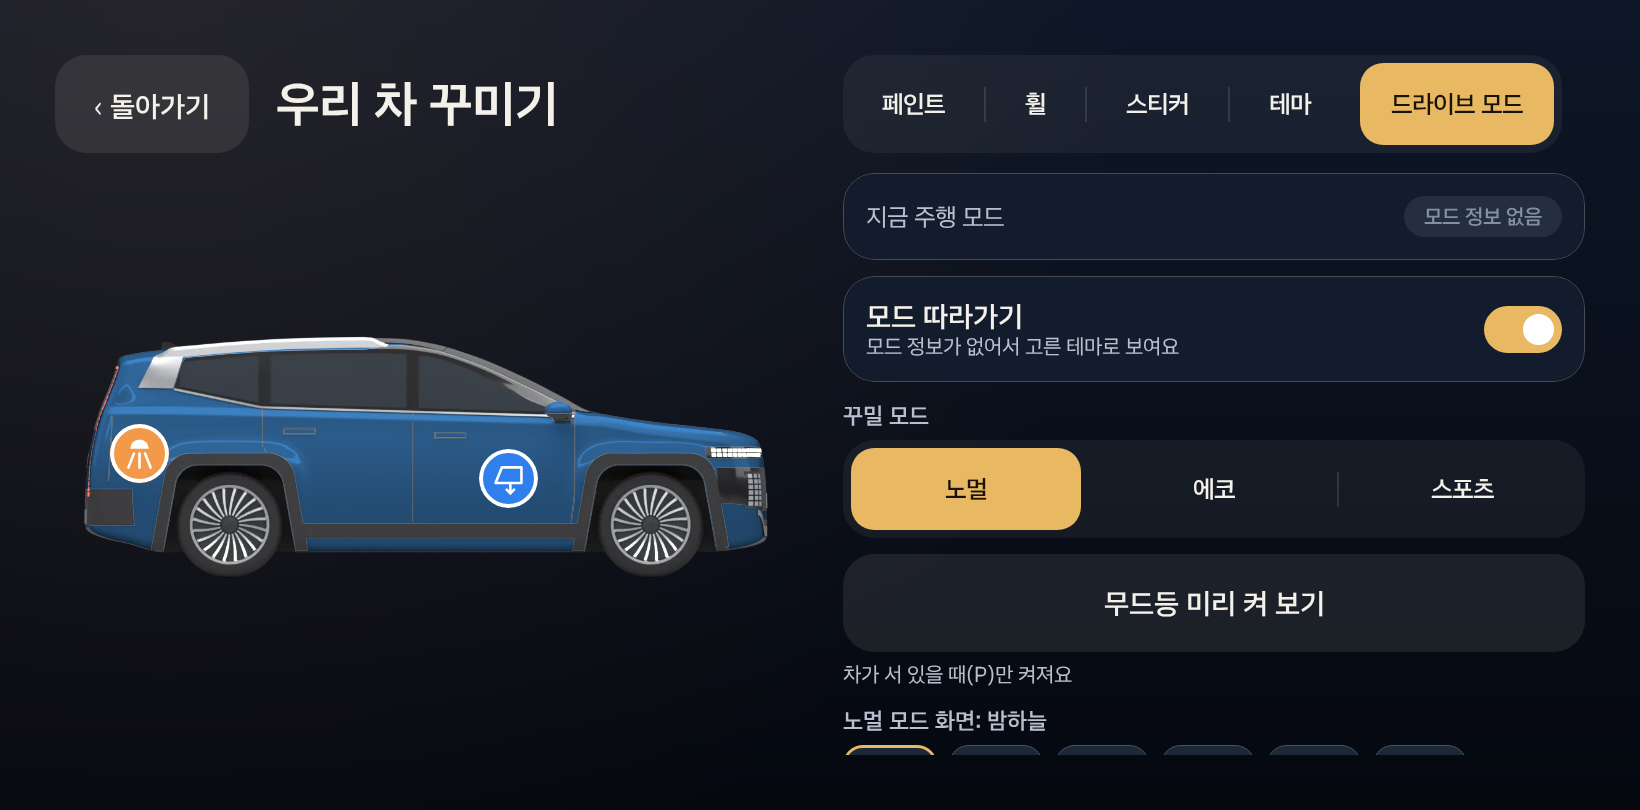 ‹ 돌아가기
우리 차 꾸미기
페인트
휠
스티커
테마
드라이브 모드
지금 주행 모드
모드 정보 없음
모드 따라가기
모드 정보가 없어서 고른 테마로 보여요
꾸밀 모드
노멀
에코
스포츠
무드등 미리 켜 보기
차가 서 있을 때(P)만 켜져요
노멀 모드 화면: 밤하늘